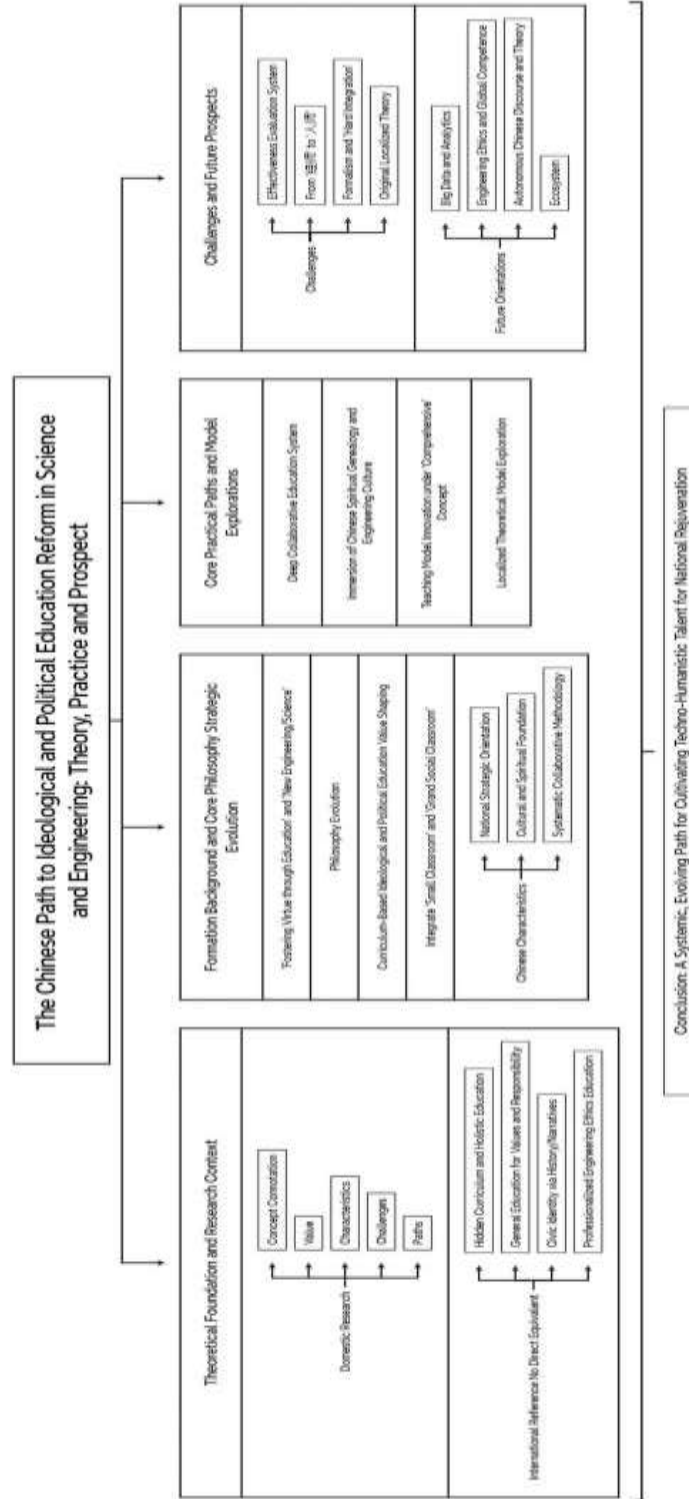 The Chinese Path to Ideological and Political Education Reform in Science
and Engineering: Theory, Practice and Prospect
Theoretical Foundation and Research Context
Domestic Research
Concept Connotation
Value
Characteristics
Challenges
Paths
International Reference No Direct Equivalent
Hidden Curriculum and Holistic Education
General Education for Values and Responsibility
Civic Identity via History/Narratives
Professionalized Engineering Ethics Education
Formation Background and Core Philosophy Strategic
Evolution
'Fostering Virtue through Education' and 'New Engineering/Science'
Philosophy Evolution
Curriculum-Based Ideological and Political Education Value Shaping
Integrate 'Small Classroom' and 'Grand Social Classroom'
Chinese Characteristics
National Strategic Orientation
Cultural and Spiritual Foundation
Systematic Collaborative Methodology
Core Practical Paths and Model
Explorations
Deep Collaborative Education System
Immersion of Chinese Spiritual Genealogy and
Engineering Culture
Teaching Model Innovation under 'Comprehensive'
Concept
Localized Theoretical Model Exploration
Challenges and Future Prospects
Challenges
Effectiveness Evaluation System
From to
Formalism and 'Hard Integration'
Original Localized Theory
Future Orientations
Big Data and Analytics
Engineering Ethics and Global Competence
Autonomous Chinese Discourse and Theory
Ecosystem
Conclusion: A Systemic, Evolving Path for Cultivating Techno-Humanistic Talent for National Rejuvenation